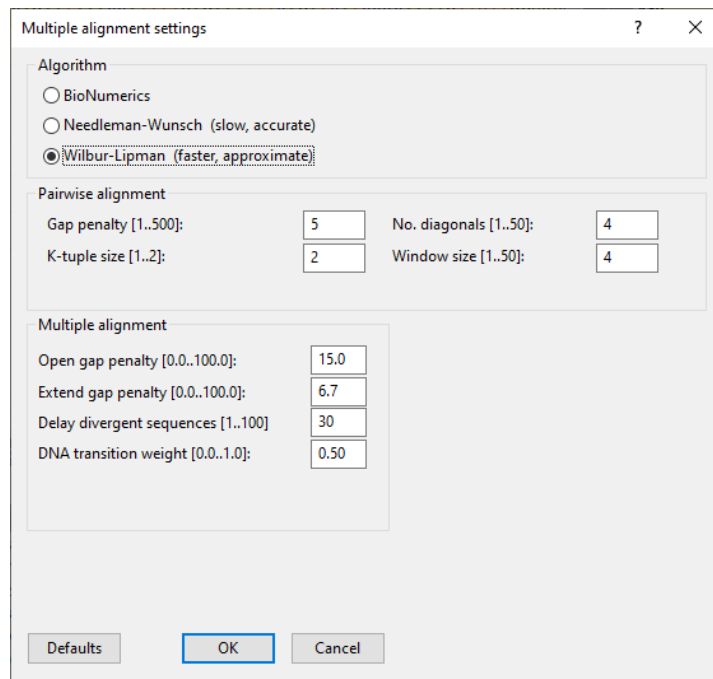 Multiple alignment settings
?
Algorithm
BioNumerics
Needleman-Wunsch (slow, accurate)
Wilbur-Lipman (faster, approximate)
Pairwise alignment
Gap penalty [1..500]: 5 No. diagonals [1..50]: 4
K-tuple size [1..2]: 2 Window size [1..50]: 4
Multiple alignment
Open gap penalty [0.0..100.0]: 15.0
Extend gap penalty [0.0..100.0]: 6.7
Delay divergent sequences [1..100] 30
DNA transition weight [0.0..1.0]: 0.50
Defaults OK Cancel